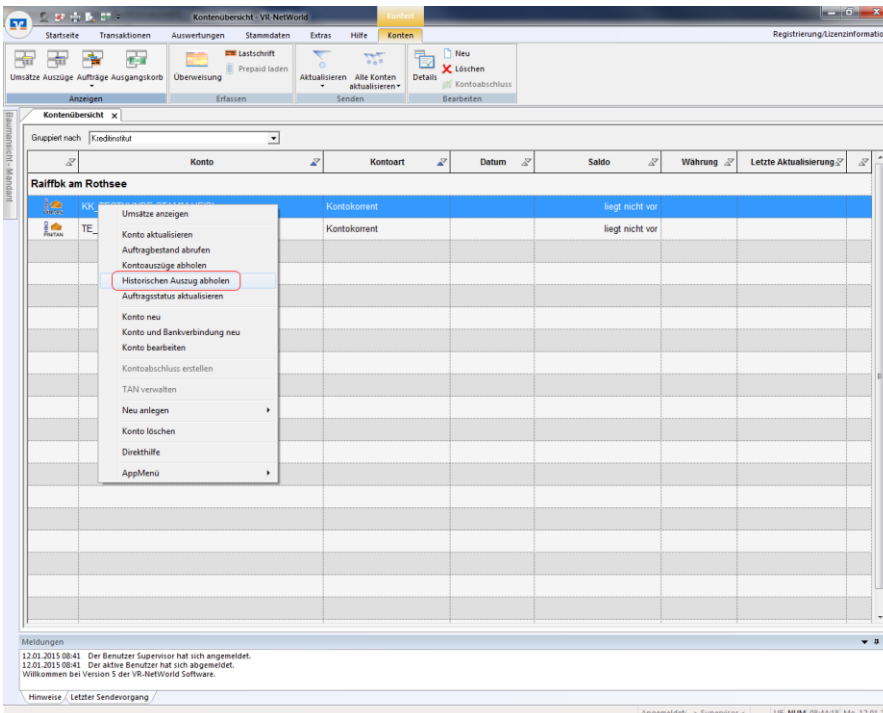 Kontenübersicht - VR-NetWorld
Kontext
Startseite Transaktionen Auswertungen Stammdaten Extras Hilfe Konten
Registrierung/Lizenzinformatio
Umsätze Auszüge Aufträge Ausgangskorb
Anzeigen
Überweisung
Lastschrift
Prepaid laden
Erfassen
Aktualisieren Alle Konten
aktualisieren
Senden
Details
Neu
Löschen
Kontoabschluss
Bearbeiten
Baumansicht - Mandant
Kontenübersicht x
Gruppiert nach Kreditinstitut
Konto Kontoart Datum Saldo Währung Letzte Aktualisierung
Raiffbk am Rothsee
Kontokorrent liegt nicht vor
TE_ Kontokorrent liegt nicht vor
Umsätze anzeigen
Konto aktualisieren
Auftragbestand abrufen
Kontoauszüge abholen
Historischen Auszug abholen
Auftragsstatus aktualisieren
Konto neu
Konto und Bankverbindung neu
Konto bearbeiten
Kontoabschluss erstellen
TAN verwalten
Neu anlegen
Konto löschen
Direkthilfe
AppMenü
Meldungen
12.01.2015 08:41 Der Benutzer Supervisor hat sich angemeldet.
12.01.2015 08:41 Der aktive Benutzer hat sich abgemeldet.
Willkommen bei Version 5 der VR-NetWorld Software.
Hinweise Letzter Sendevorgang